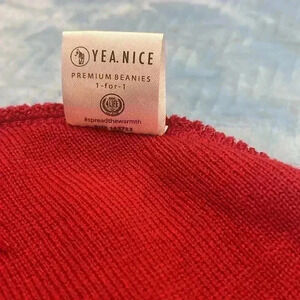 YEA.NICE
PREMIUM BEANIES
1-for-1
#spreadthewarmth